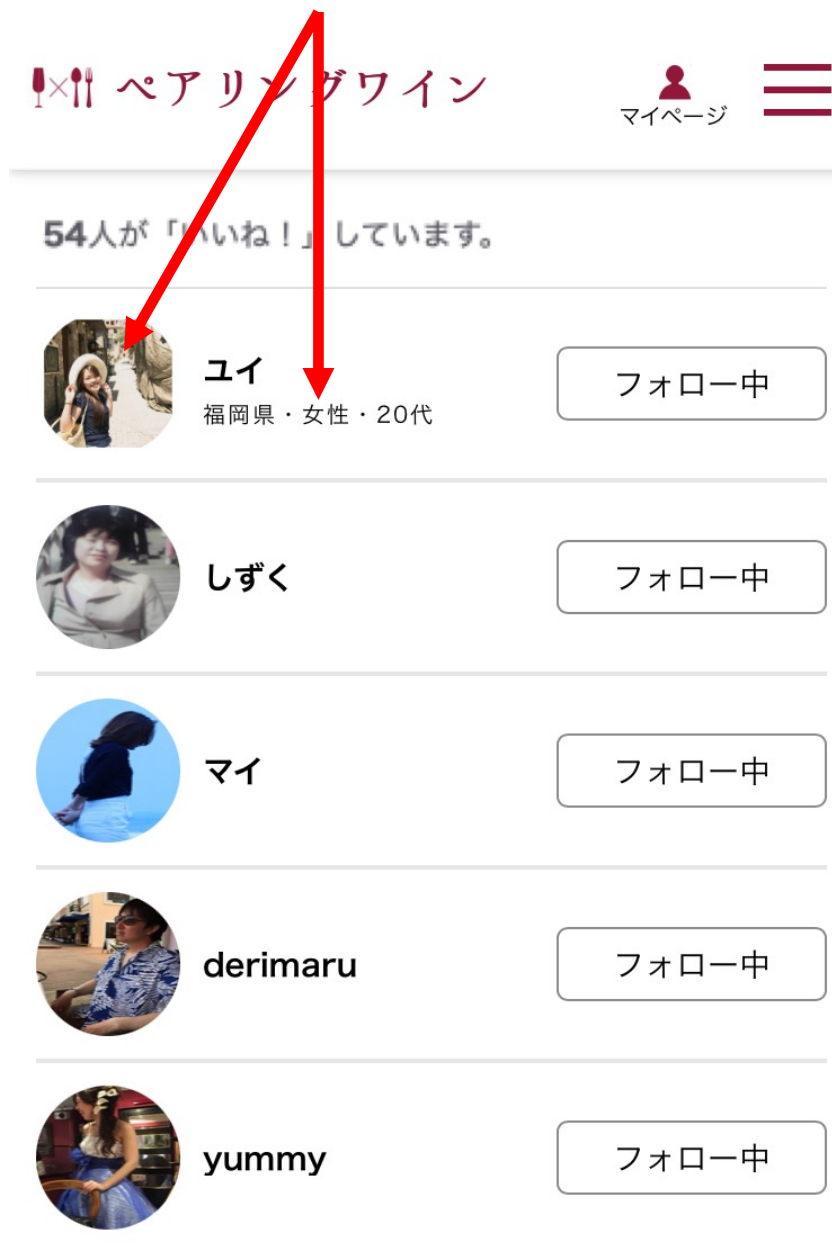 ペアリングワイン
マイページ
54人が「いいね！」しています。
ユイ
福岡県・女性・20代
フォロー中
しずく
フォロー中
マイ
フォロー中
derimaru
フォロー中
yummy
フォロー中